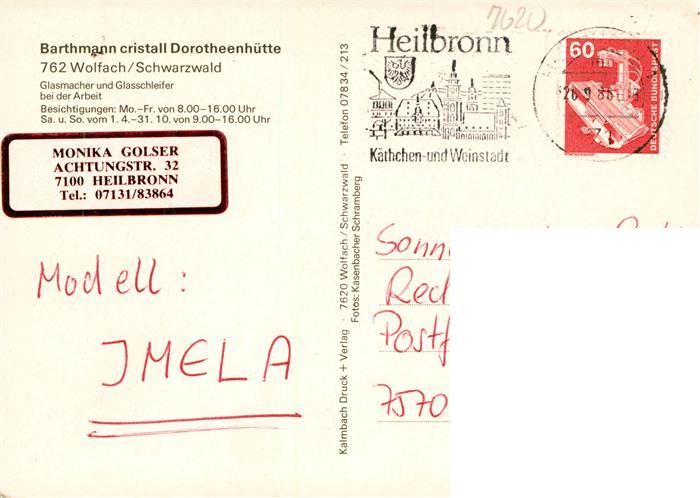 Barthmann cristall Dorotheenhütte
762 Wolfach/Schwarzwald
Glasmacher und Glasschleifer
bei der Arbeit
Besichtigungen: Mo.–Fr. von 8.00–16.00 Uhr
Sa. u. So. vom 1. 4.–31. 10. von 9.00–16.00 Uhr
MONIKA GOLSER
ACHTUNGSTR. 32
7100 HEILBRONN
Tel.: 07131/83864
Modell:
IMELA
Kalmbach Druck + Verlag · 7620 Wolfach/Schwarzwald · Telefon 07834/213
Fotos: Kasenbacher Schramberg
7620
Heilbronn
Käthchen-und Weinstadt
60
DEUTSCHE BUNDESPOST
Sonn
Red
Postf
7570